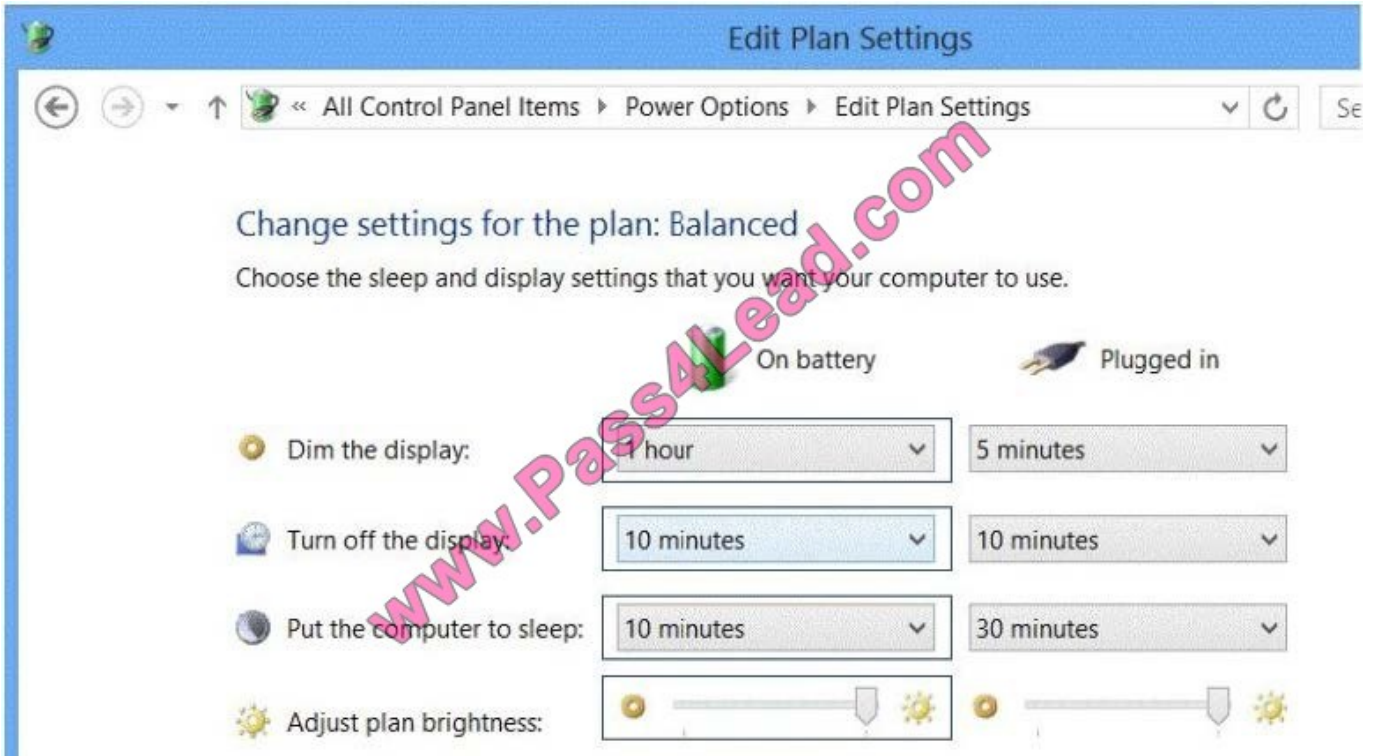 Edit Plan Settings
« All Control Panel Items Power Options Edit Plan Settings
Se
Change settings for the plan: Balanced
Choose the sleep and display settings that you want your computer to use.
On battery Plugged in
Dim the display: 1 hour 5 minutes
Turn off the display: 10 minutes 10 minutes
Put the computer to sleep: 10 minutes 30 minutes
Adjust plan brightness:
www.Pass4Lead.com